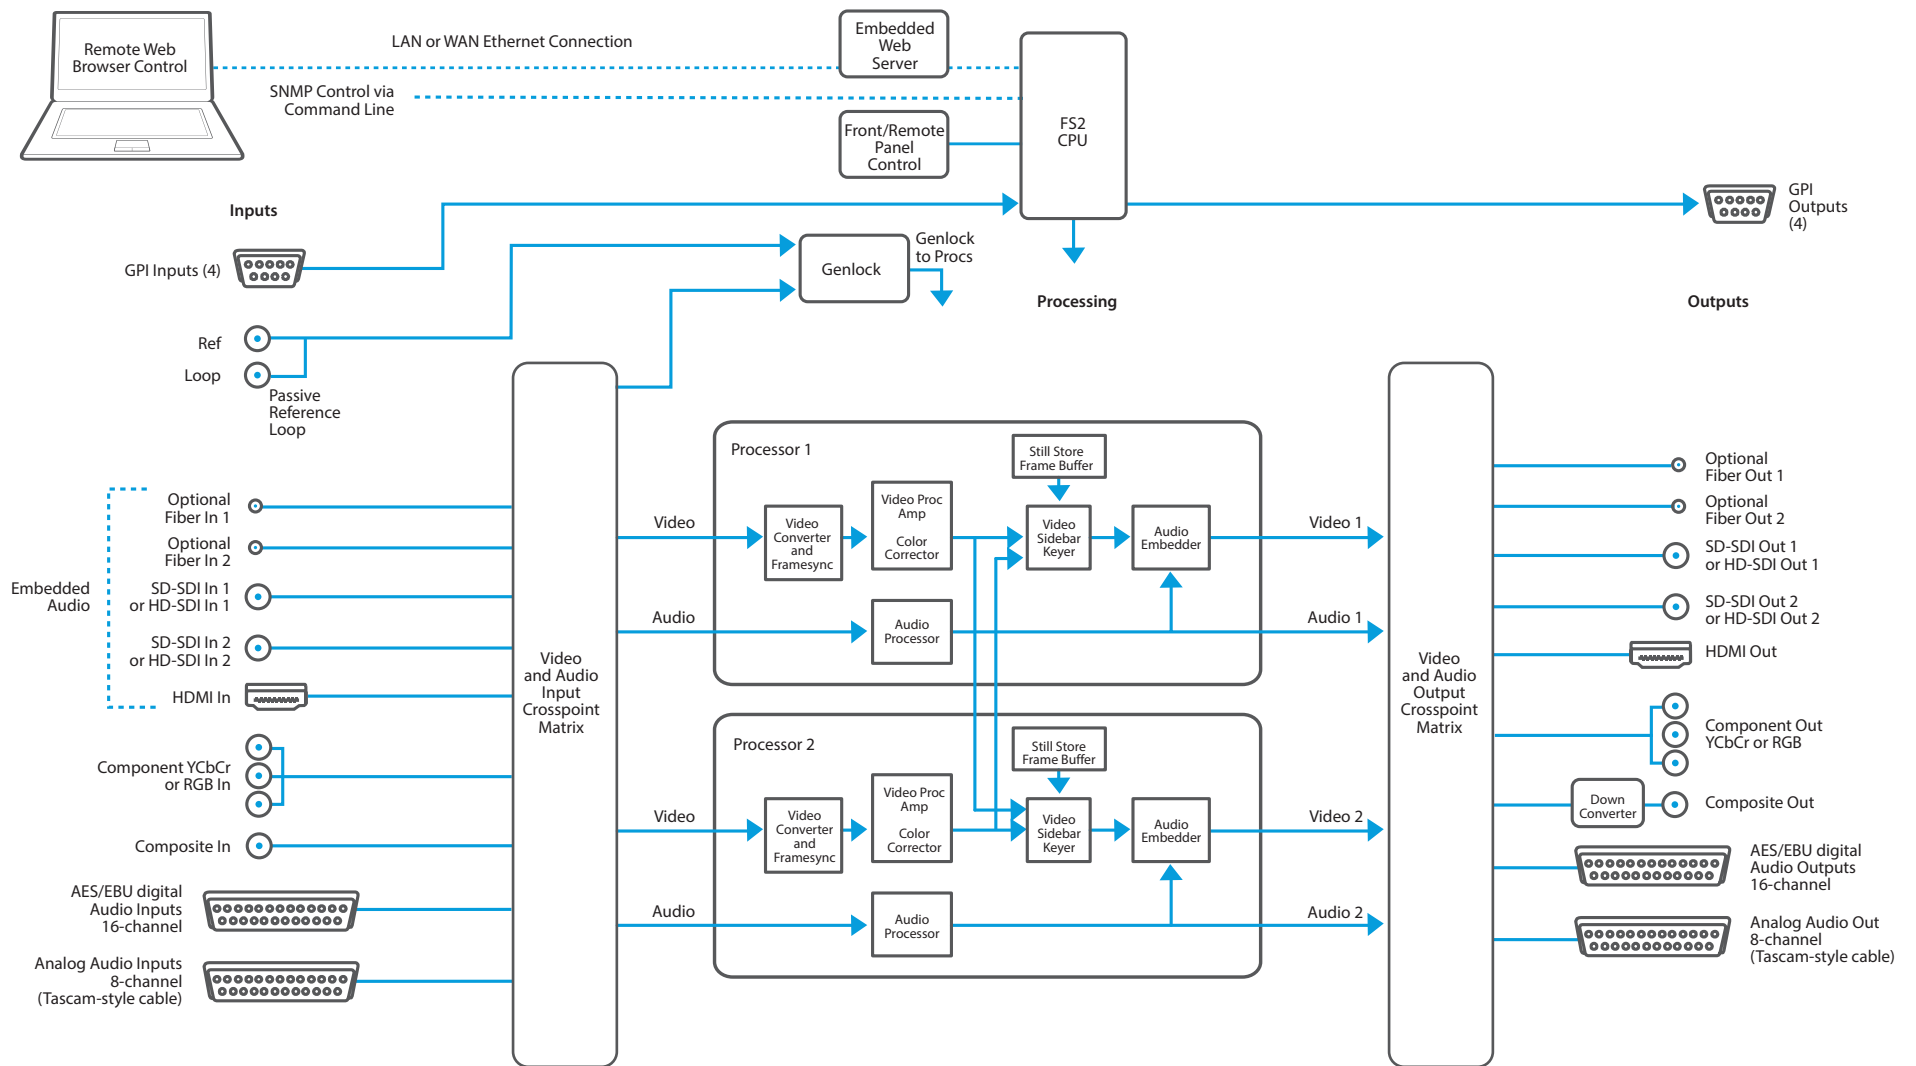 Remote Web
Browser Control
LAN or WAN Ethernet Connection
SNMP Control via
Command Line
Embedded
Web
Server
Front/Remote
Panel
Control
FS2
CPU
Inputs
GPI Inputs (4)
GPI
Outputs
(4)
Genlock
Genlock
to Procs
Processing
Outputs
Ref
Loop
Passive
Reference
Loop
Embedded
Audio
Optional
Fiber In 1
Optional
Fiber In 2
SD-SDI In 1
or HD-SDI In 1
SD-SDI In 2
or HD-SDI In 2
HDMI In
Component YCbCr
or RGB In
Composite In
AES/EBU digital
Audio Inputs
16-channel
Analog Audio Inputs
8-channel
(Tascam-style cable)
Video
and Audio
Input
Crosspoint
Matrix
Video
Audio
Processor 1
Video
Converter
and
Framesync
Video Proc
Amp
Color
Corrector
Still Store
Frame Buffer
Video
Sidebar
Keyer
Audio
Embedder
Audio
Processor
Video 1
Audio 1
Video
Audio
Processor 2
Video
Converter
and
Framesync
Video Proc
Amp
Color
Corrector
Still Store
Frame Buffer
Video
Sidebar
Keyer
Audio
Embedder
Audio
Processor
Video 2
Audio 2
Video
and Audio
Output
Crosspoint
Matrix
Optional
Fiber Out 1
Optional
Fiber Out 2
SD-SDI Out 1
or HD-SDI Out 1
SD-SDI Out 2
or HD-SDI Out 2
HDMI Out
Component Out
YCbCr or RGB
Down
Converter
Composite Out
AES/EBU digital
Audio Outputs
16-channel
Analog Audio Out
8-channel
(Tascam-style cable)